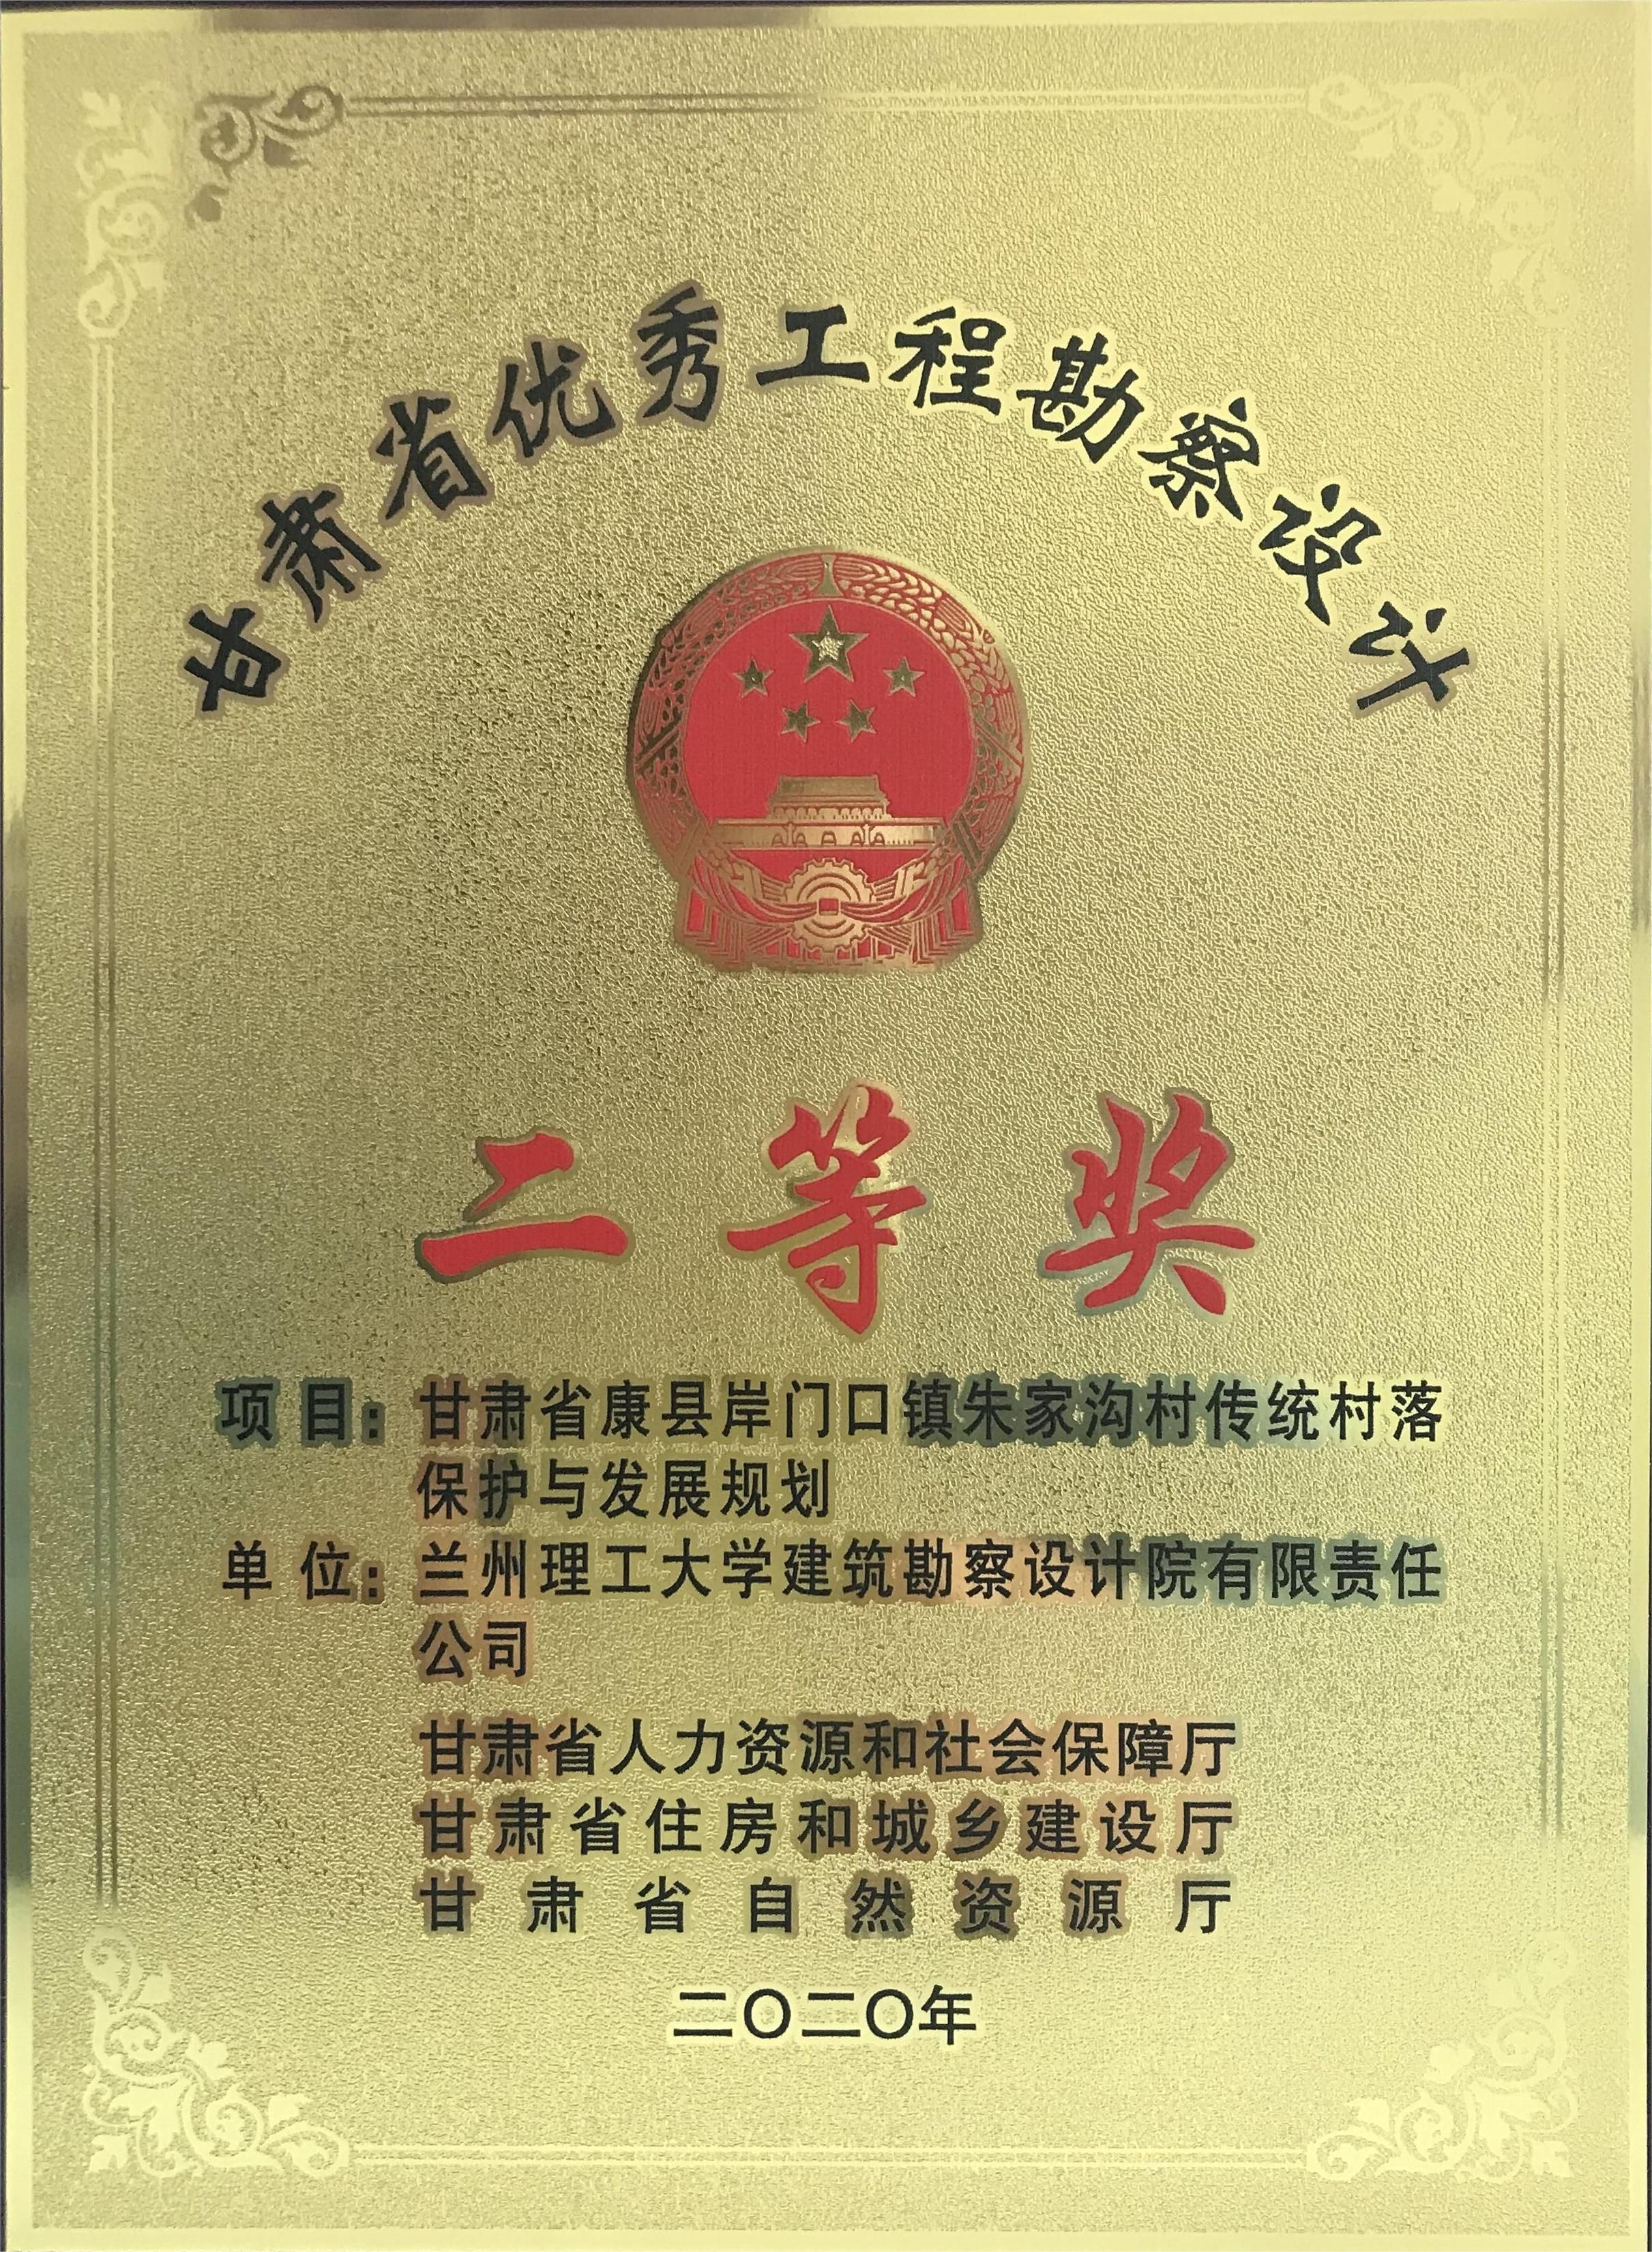 甘肃省优秀工程勘察设计
二等奖
项目：甘肃省康县岸门口镇朱家沟村传统村落
保护与发展规划
单位：兰州理工大学建筑勘察设计院有限责任
公司
甘肃省人力资源和社会保障厅
甘肃省住房和城乡建设厅
甘肃省自然资源厅
二〇二〇年